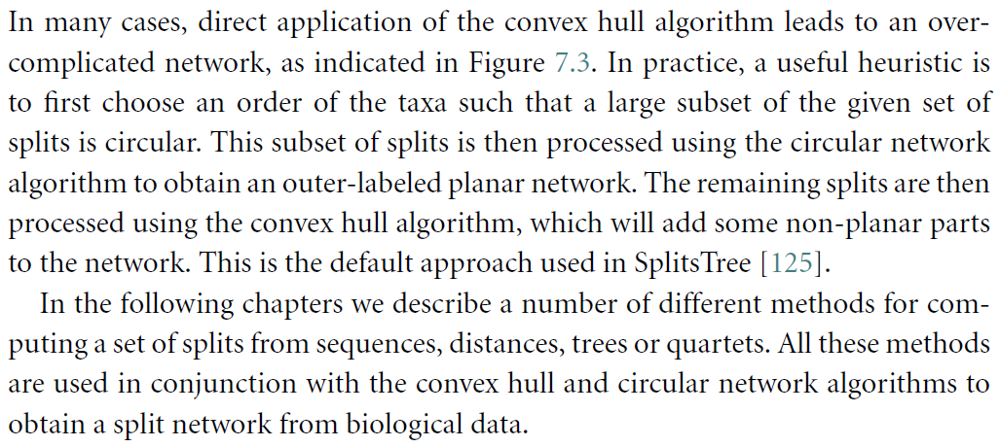 In many cases, direct application of the convex hull algorithm leads to an over-
complicated network, as indicated in Figure 7.3. In practice, a useful heuristic is
to first choose an order of the taxa such that a large subset of the given set of
splits is circular. This subset of splits is then processed using the circular network
algorithm to obtain an outer-labeled planar network. The remaining splits are then
processed using the convex hull algorithm, which will add some non-planar parts
to the network. This is the default approach used in SplitsTree [125].
In the following chapters we describe a number of different methods for com-
puting a set of splits from sequences, distances, trees or quartets. All these methods
are used in conjunction with the convex hull and circular network algorithms to
obtain a split network from biological data.